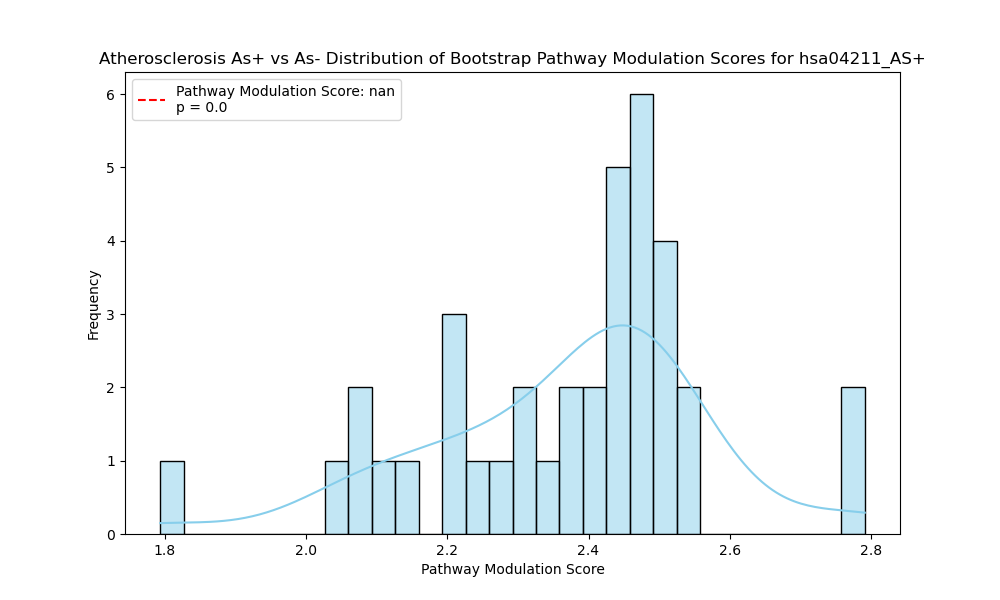 Atherosclerosis As+ vs As- Distribution of Bootstrap Pathway Modulation Scores for hsa04211_AS+
Pathway Modulation Score: nan
p = 0.0
6
5
4
3
2
1
0
Frequency
1.8 2.0 2.2 2.4 2.6 2.8
Pathway Modulation Score